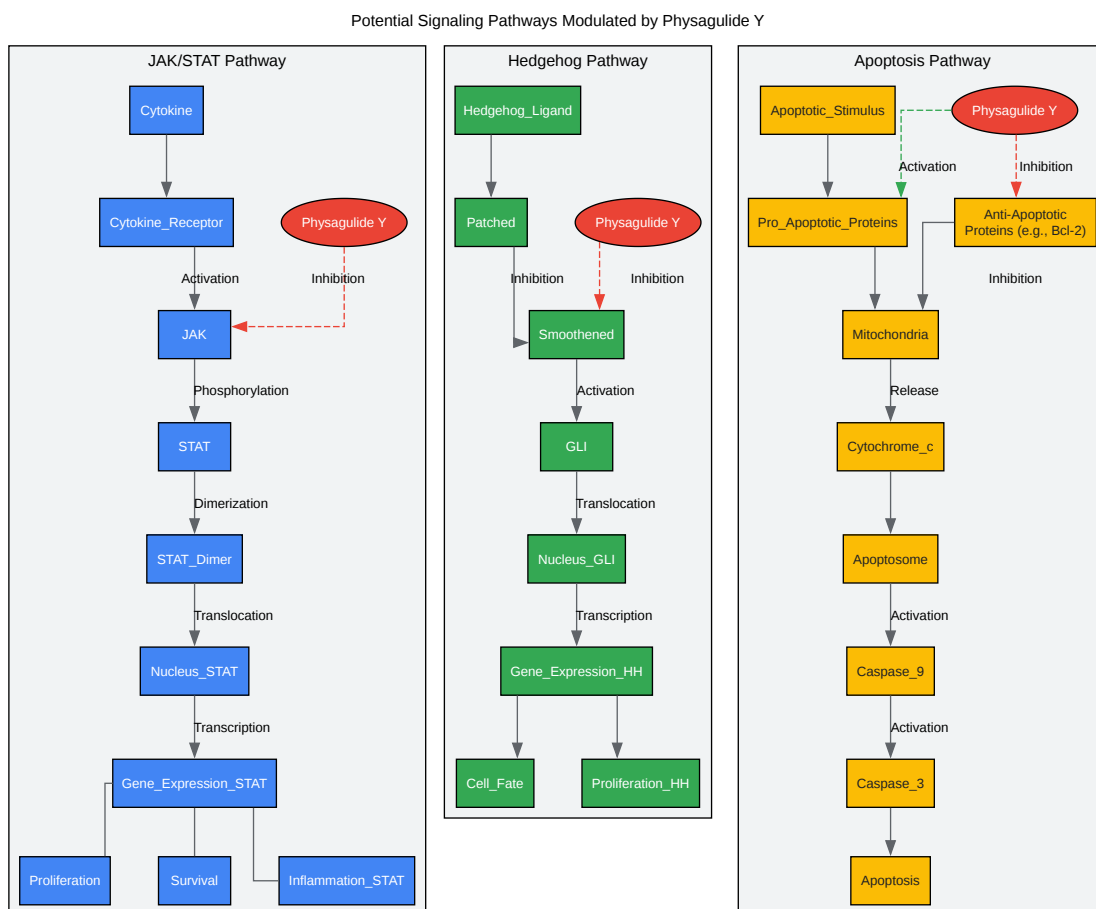 Potential Signaling Pathways Modulated by Physagulide Y
JAK/STAT Pathway
Cytokine
Cytokine_Receptor
Physagulide Y
Activation
Inhibition
JAK
Phosphorylation
STAT
Dimerization
STAT_Dimer
Translocation
Nucleus_STAT
Transcription
Gene_Expression_STAT
Proliferation
Survival
Inflammation_STAT
Hedgehog Pathway
Hedgehog_Ligand
Patched
Physagulide Y
Inhibition
Inhibition
Smoothened
Activation
GLI
Translocation
Nucleus_GLI
Transcription
Gene_Expression_HH
Cell_Fate
Proliferation_HH
Apoptosis Pathway
Apoptotic_Stimulus
Physagulide Y
Activation
Inhibition
Pro_Apoptotic_Proteins
Anti-Apoptotic
Proteins (e.g., Bcl-2)
Inhibition
Mitochondria
Release
Cytochrome_c
Apoptosome
Activation
Caspase_9
Activation
Caspase_3
Apoptosis